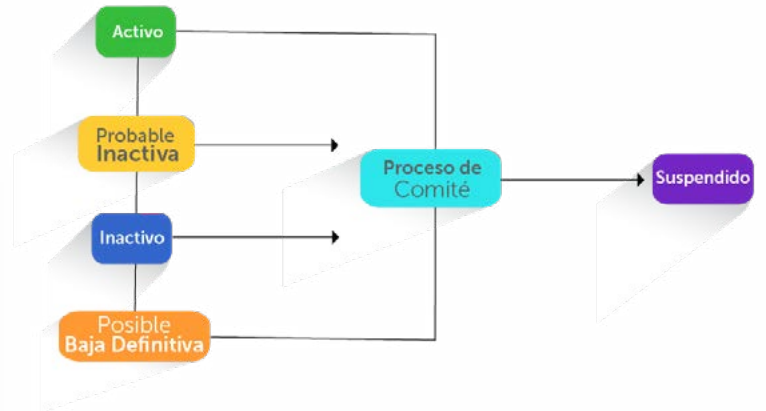 Activo
Probable
Inactiva
Proceso de
Comité
Suspendido
Inactivo
Posible
Baja Definitiva